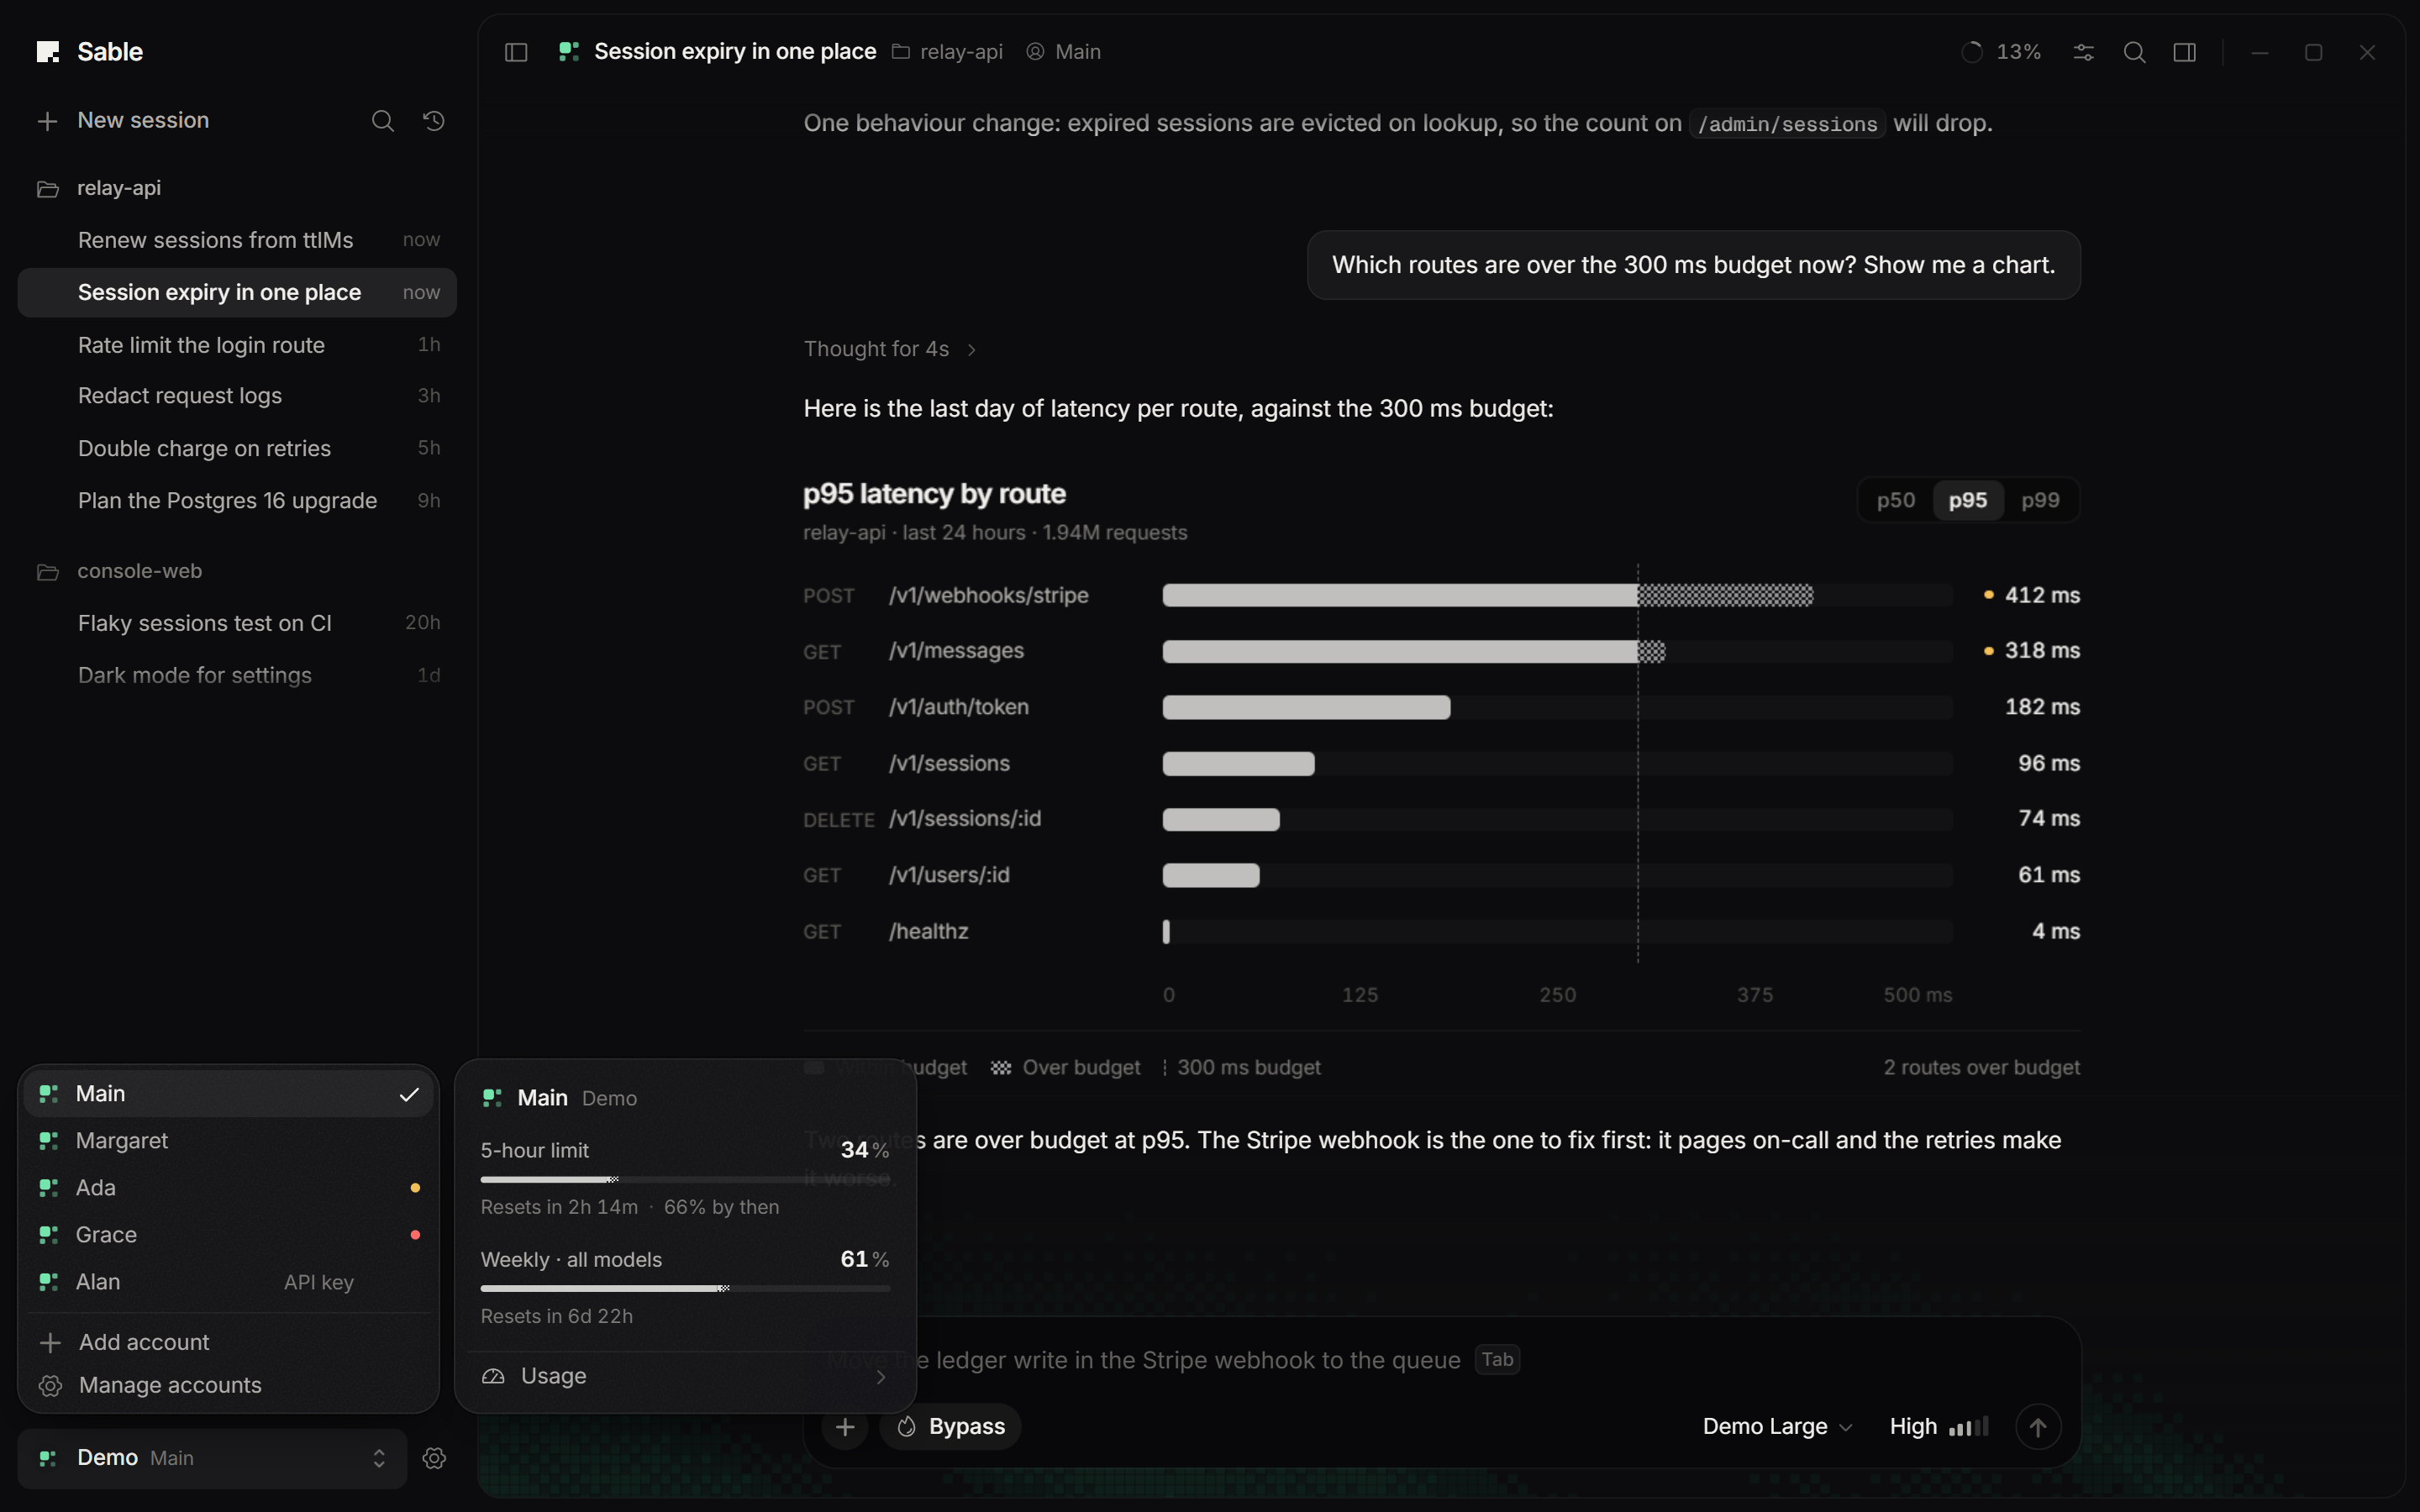 Sable
New session
relay-api
Renew sessions from ttlMs now
Session expiry in one place now
Rate limit the login route 1h
Redact request logs 3h
Double charge on retries 5h
Plan the Postgres 16 upgrade 9h
console-web
Flaky sessions test on CI 20h
Dark mode for settings 1d
Main
Margaret
Ada
Grace
Alan API key
Add account
Manage accounts
Demo Main
Session expiry in one place relay-api Main
13%
One behaviour change: expired sessions are evicted on lookup, so the count on /admin/sessions will drop.
Which routes are over the 300 ms budget now? Show me a chart.
Thought for 4s
Here is the last day of latency per route, against the 300 ms budget:
p95 latency by route
p50 p95 p99
relay-api · last 24 hours · 1.94M requests
POST /v1/webhooks/stripe 412 ms
GET /v1/messages 318 ms
POST /v1/auth/token 182 ms
GET /v1/sessions 96 ms
DELETE /v1/sessions/:id 74 ms
GET /v1/users/:id 61 ms
GET /healthz 4 ms
0 125 250 375 500 ms
budget Over budget 300 ms budget 2 routes over budget
Two routes are over budget at p95. The Stripe webhook is the one to fix first: it pages on-call and the retries make
it worse.
Main Demo
5-hour limit 34%
Resets in 2h 14m · 66% by then
Weekly · all models 61%
Resets in 6d 22h
Usage
Move the ledger write in the Stripe webhook to the queue Tab
Bypass
Demo Large High